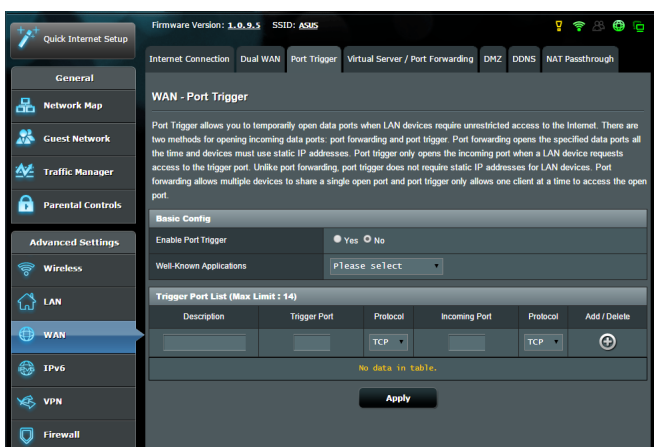 Firmware Version: 1.0.9.5 SSID: ASUS
Quick Internet Setup
General
Network Map
Guest Network
Traffic Manager
Parental Controls
Advanced Settings
Wireless
LAN
WAN
IPv6
VPN
Firewall
Internet Connection Dual WAN Port Trigger Virtual Server / Port Forwarding DMZ DDNS NAT Passthrough
WAN - Port Trigger
Port Trigger allows you to temporarily open data ports when LAN devices require unrestricted access to the Internet. There are
two methods for opening incoming data ports: port forwarding and port trigger. Port forwarding opens the specified data ports all
the time and devices must use static IP addresses. Port trigger only opens the incoming port when a LAN device requests
access to the trigger port. Unlike port forwarding, port trigger does not require static IP addresses for LAN devices. Port
forwarding allows multiple devices to share a single open port and port trigger only allows one client at a time to access the open
port.
Basic Config
Enable Port Trigger Yes No
Well-Known Applications Please select
Trigger Port List (Max Limit : 14)
Description Trigger Port Protocol Incoming Port Protocol Add / Delete
TCP TCP
No data in table.
Apply